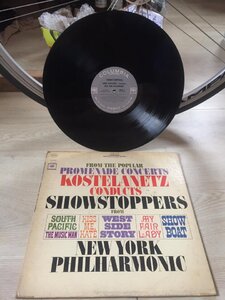 COLUMBIA
FROM THE POPULAR
PROMENADE CONCERTS
KOSTELANETZ
CONDUCTS
SHOWSTOPPERS
FROM
SOUTH PACIFIC
THE MUSIC MAN
KISS ME, KATE
WEST SIDE STORY
MY FAIR LADY
SHOW BOAT
NEW YORK
PHILHARMONIC